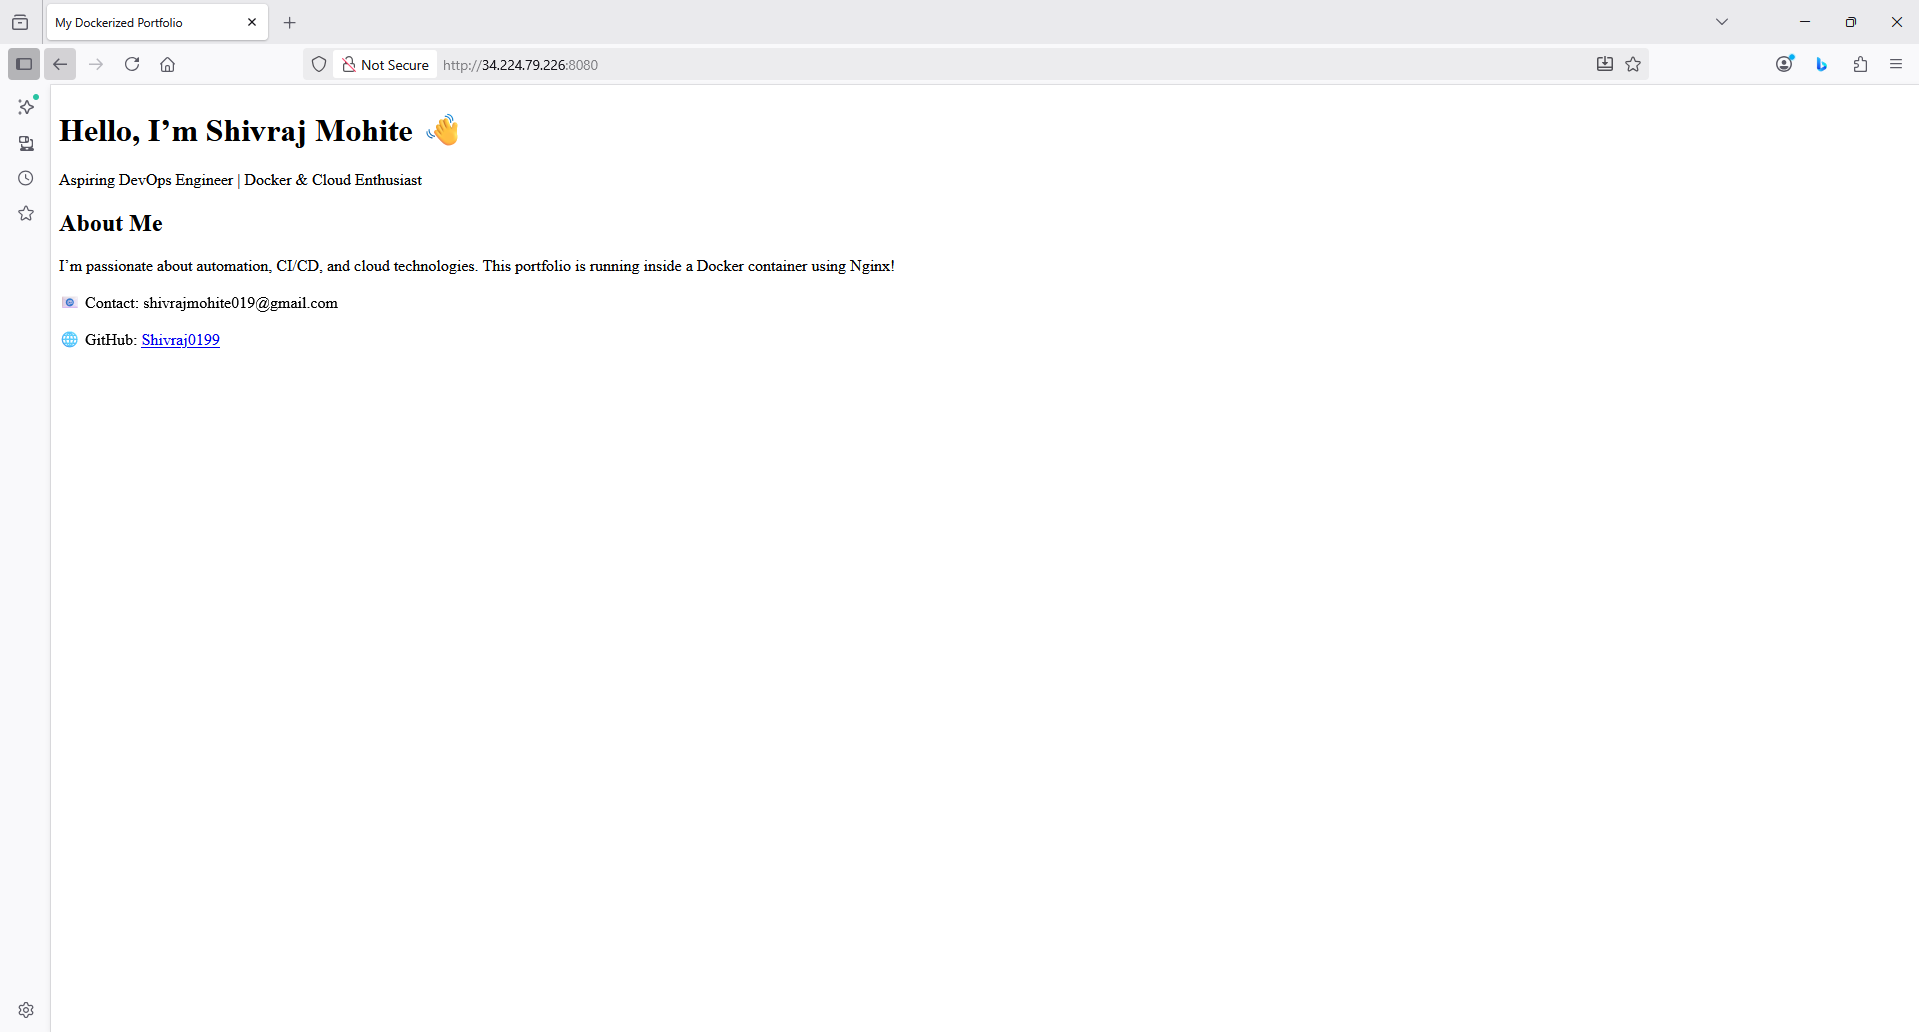 My Dockerized Portfolio
Not Secure http://34.224.79.226:8080
Hello, I’m Shivraj Mohite 👋
Aspiring DevOps Engineer | Docker & Cloud Enthusiast
About Me
I’m passionate about automation, CI/CD, and cloud technologies. This portfolio is running inside a Docker container using Nginx!
📧 Contact: shivrajmohite019@gmail.com
🌐 GitHub: Shivraj0199